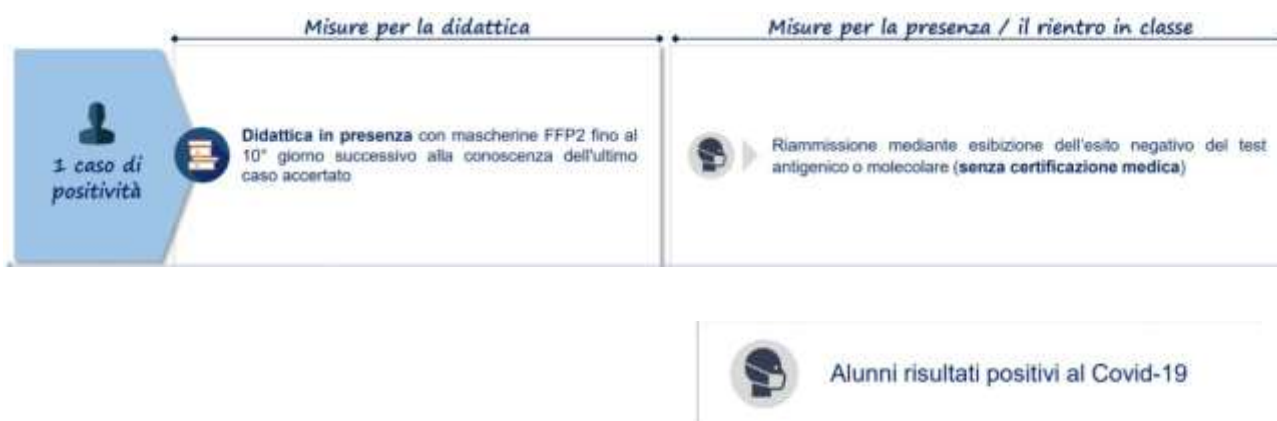 Misure per la didattica
Misure per la presenza / il rientro in classe
1 caso di
positività
Didattica in presenza con mascherine FFP2 fino al
10° giorno successivo alla conoscenza dell'ultimo
caso accertato
Riammissione mediante esibizione dell'esito negativo del test
antigenico o molecolare (senza certificazione medica)
Alunni risultati positivi al Covid-19